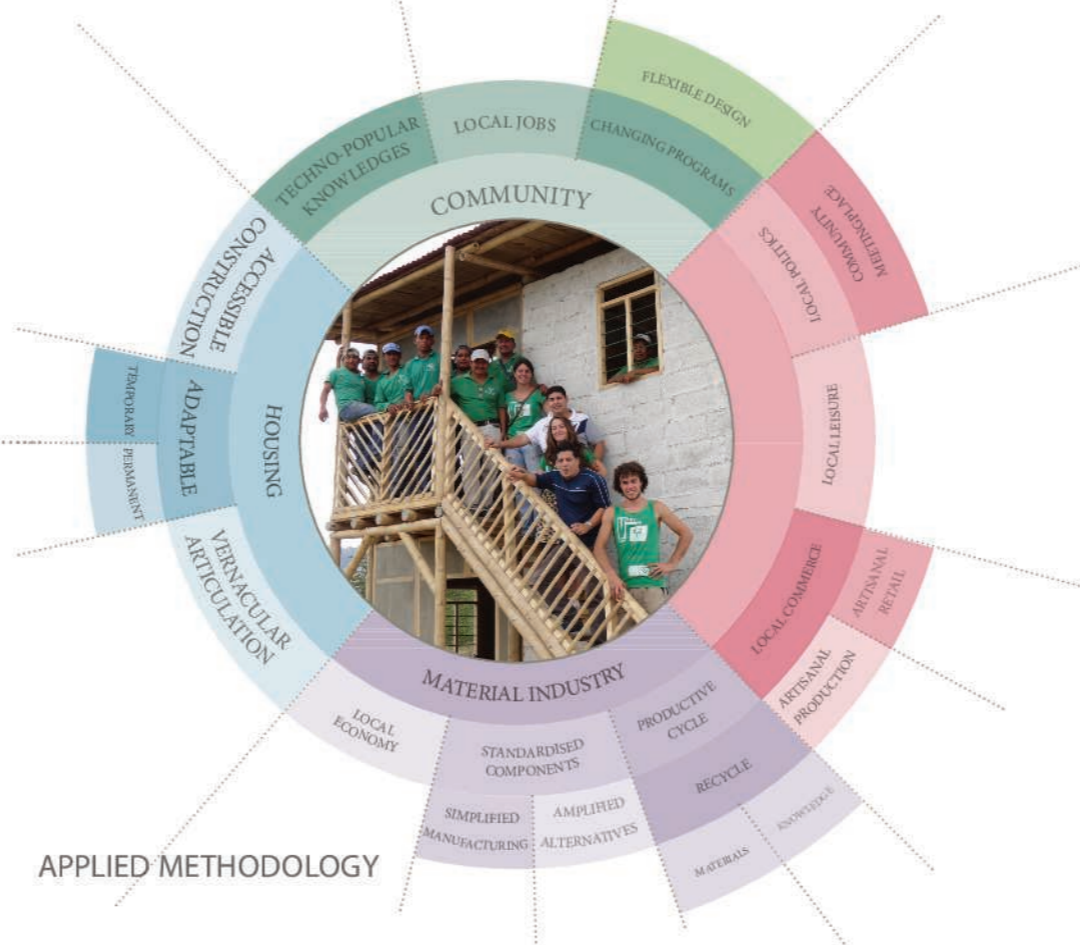 FLEXIBLE DESIGN
TECHNO-POPULAR
KNOWLEDGES
LOCAL JOBS
CHANGING PROGRAMS
COMMUNITY
COMMUNITY
MEETINGPLACE
LOCAL POLITICS
LOCAL LEISURE
LOCAL COMMERCE
ARTISANAL
RETAIL
ARTISANAL
PRODUCTION
ACCESSIBLE
CONSTRUCTION
TEMPORARY
PERMANENT
ADAPTABLE
HOUSING
VERNACULAR
ARTICULATION
MATERIAL INDUSTRY
LOCAL
ECONOMY
STANDARDISED
COMPONENTS
PRODUCTIVE
CYCLE
RECYCLE
SIMPLIFIED
MANUFACTURING
AMPLIFIED
ALTERNATIVES
MATERIALS
KNOWLEDGE
APPLIED METHODOLOGY